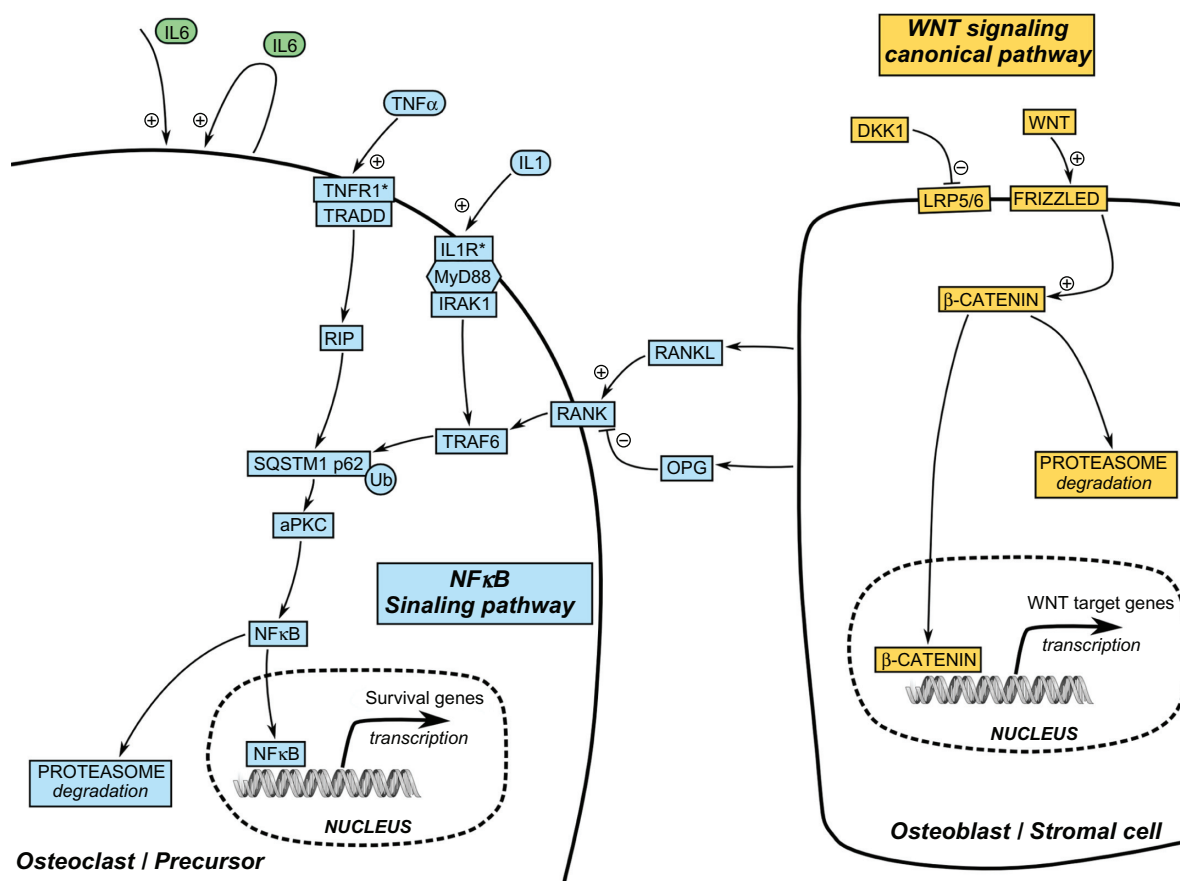 IL6
IL6
WNT signaling
canonical pathway
TNFα
DKK1
WNT
⊕
⊕
⊕
IL1
⊖
⊕
TNFR1*
TRADD
LRP5/6
FRIZZLED
⊕
IL1R*
MyD88
IRAK1
⊕
β-CATENIN
RIP
RANKL
⊕
RANK
TRAF6
⊖
SQSTM1 p62
Ub
OPG
PROTEASOME
degradation
aPKC
NFκB
Sinaling pathway
NFκB
WNT target genes
transcription
β-CATENIN
NUCLEUS
Survival genes
transcription
NFκB
PROTEASOME
degradation
NUCLEUS
Osteoblast / Stromal cell
Osteoclast / Precursor